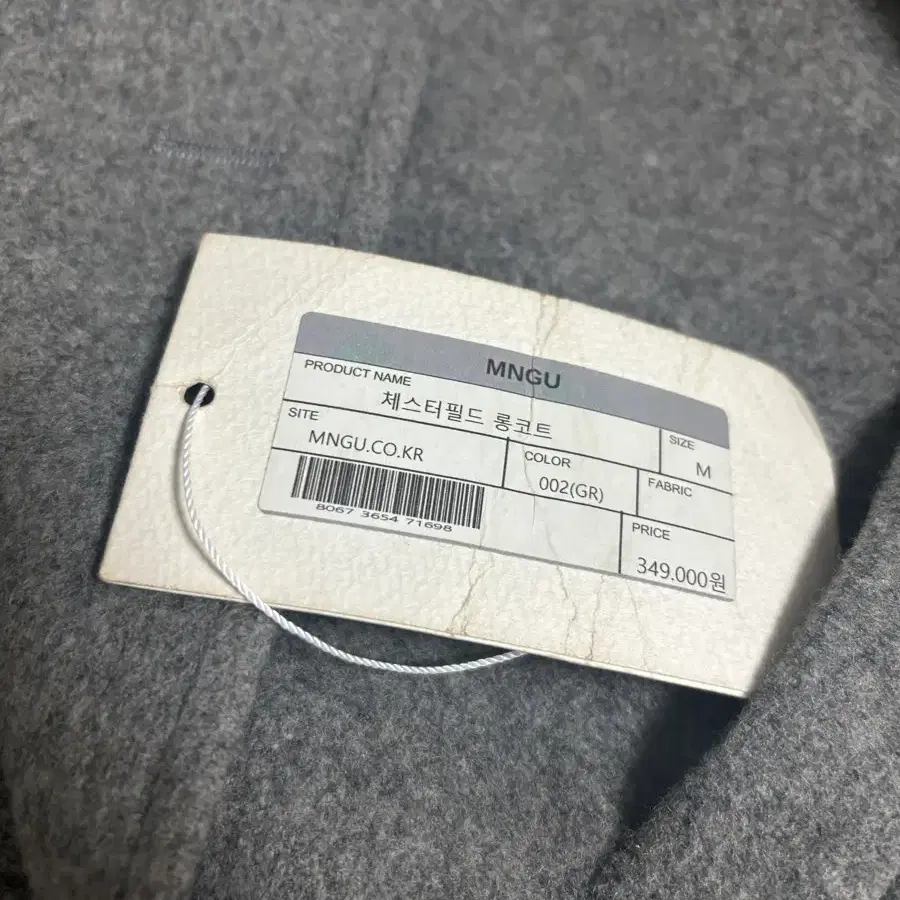 MNGU
PRODUCT NAME
체스터필드 롱코트
SITE
MNGU.CO.KR
COLOR
002(GR)
SIZE
M
FABRIC
PRICE
349.000원
8067 3654 71698